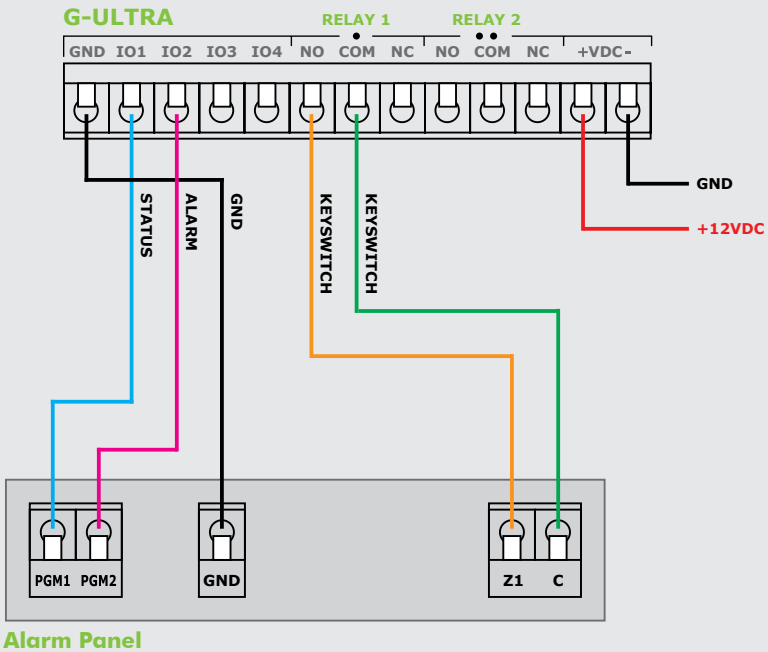 G-ULTRA
RELAY 1 RELAY 2
GND IO1 IO2 IO3 IO4 NO COM NC NO COM NC +VDC-
STATUS
ALARM
GND
KEYSWITCH
KEYSWITCH
GND
+12VDC
PGM1 PGM2 GND Z1 C
Alarm Panel